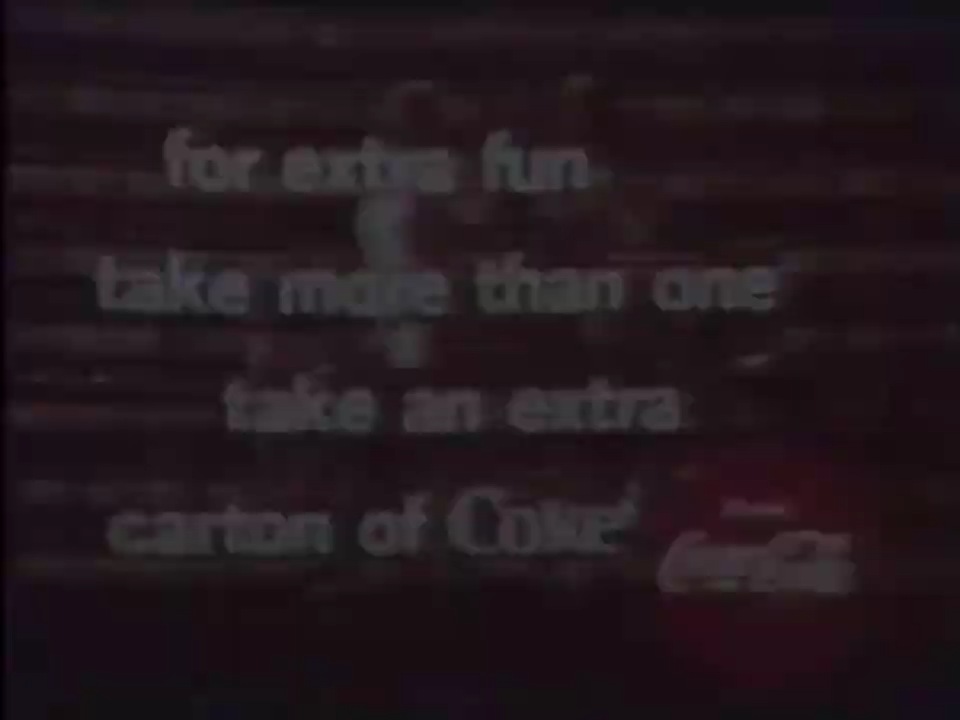 for extra fun
take more than one
take an extra
carton of Coke
Coca-Cola